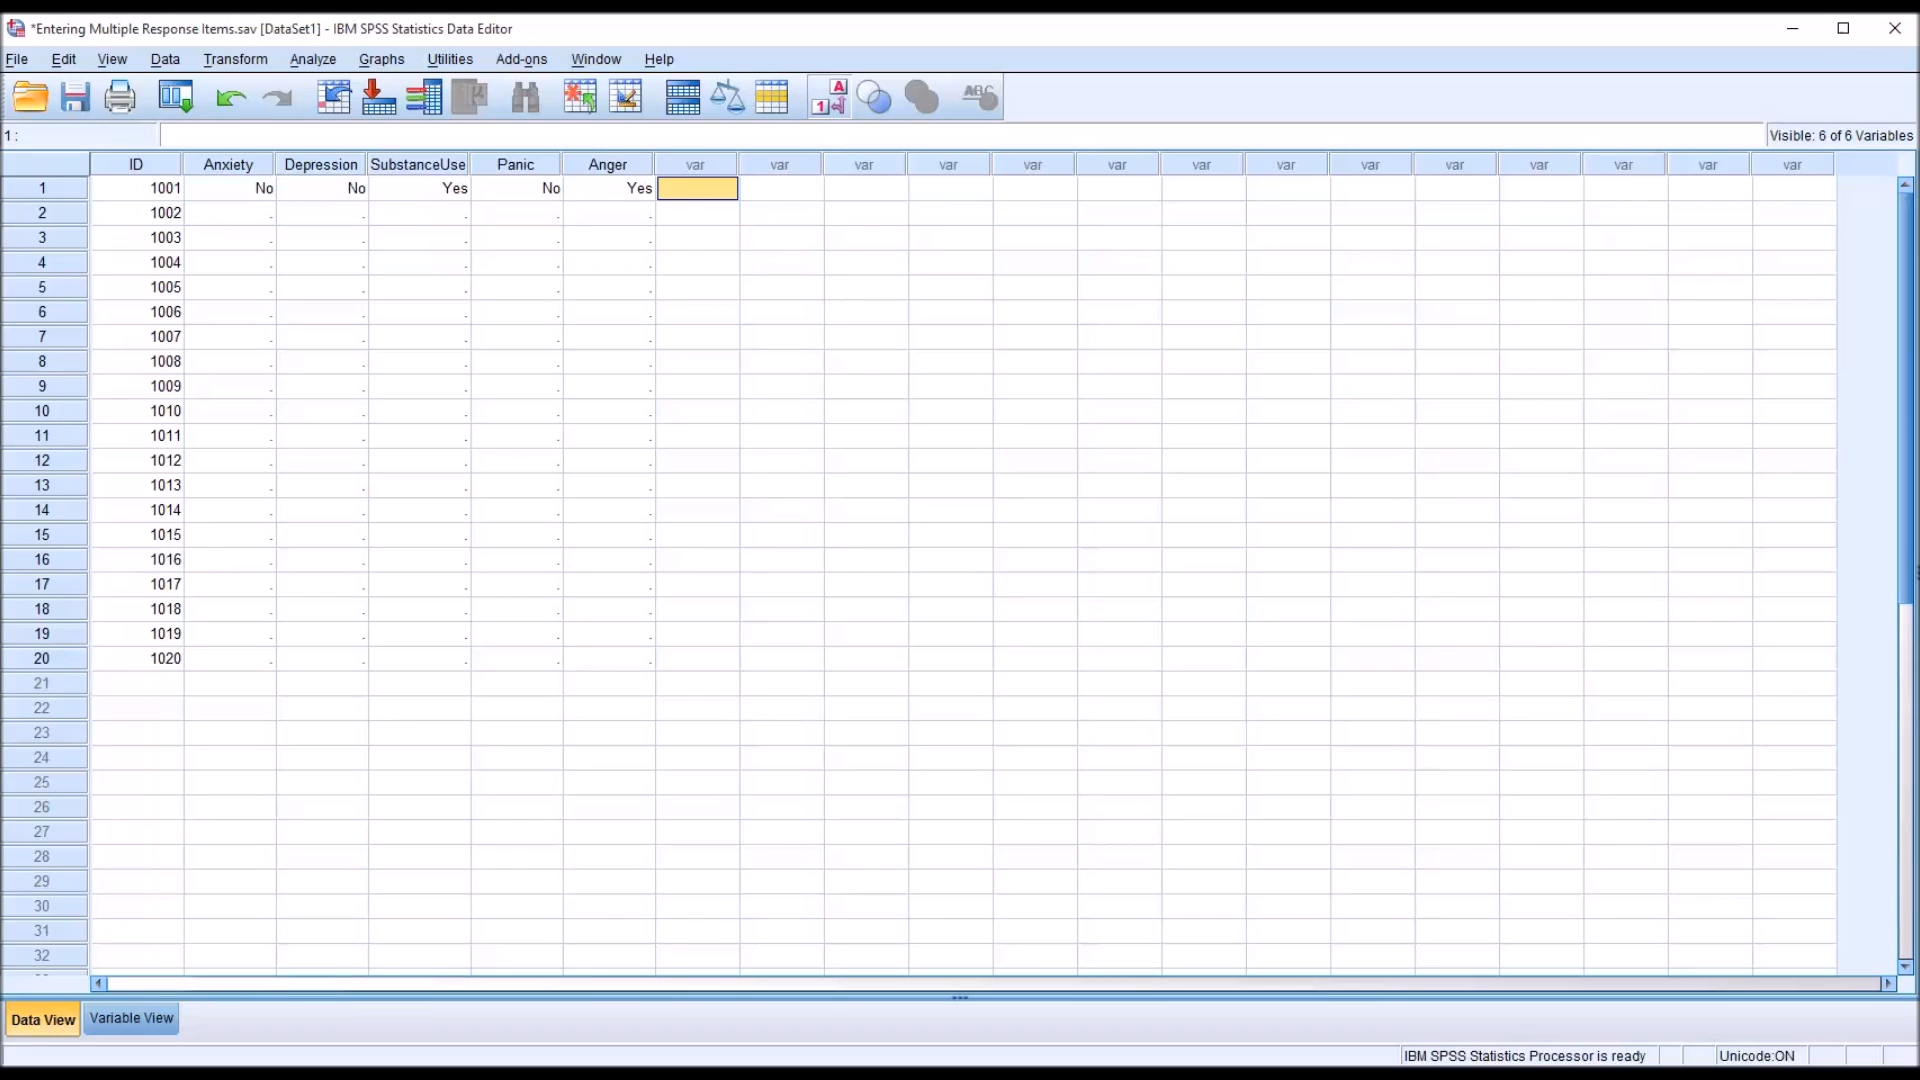 *Entering Multiple Response Items.sav [DataSet1] - IBM SPSS Statistics Data Editor
File Edit View Data Transform Analyze Graphs Utilities Add-ons Window Help
1 :
Visible: 6 of 6 Variables
ID Anxiety Depression SubstanceUse Panic Anger var var var var var var var var var var var var var var
1 1001 No No Yes No Yes
2 1002 . . . . .
3 1003 . . . . .
4 1004 . . . . .
5 1005 . . . . .
6 1006 . . . . .
7 1007 . . . . .
8 1008 . . . . .
9 1009 . . . . .
10 1010 . . . . .
11 1011 . . . . .
12 1012 . . . . .
13 1013 . . . . .
14 1014 . . . . .
15 1015 . . . . .
16 1016 . . . . .
17 1017 . . . . .
18 1018 . . . . .
19 1019 . . . . .
20 1020 . . . . .
21
22
23
24
25
26
27
28
29
30
31
32
Data View Variable View
IBM SPSS Statistics Processor is ready Unicode:ON